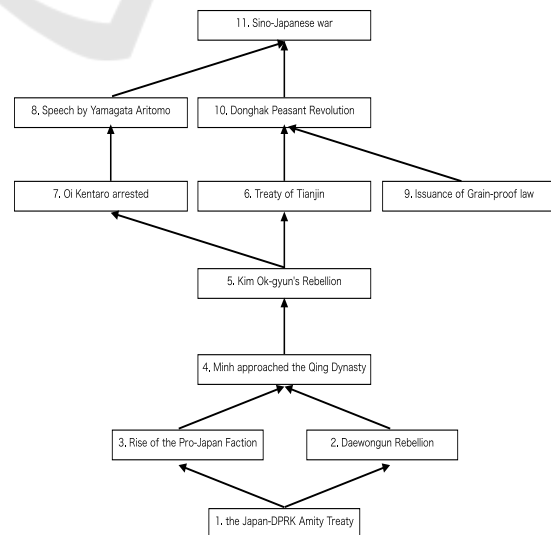 11. Sino-Japanese war
8. Speech by Yamagata Aritomo
10. Donghak Peasant Revolution
7. Oi Kentaro arrested
6. Treaty of Tianjin
9. Issuance of Grain-proof law
5. Kim Ok-gyun's Rebellion
4. Minh approached the Qing Dynasty
3. Rise of the Pro-Japan Faction
2. Daewongun Rebellion
1. the Japan-DPRK Amity Treaty